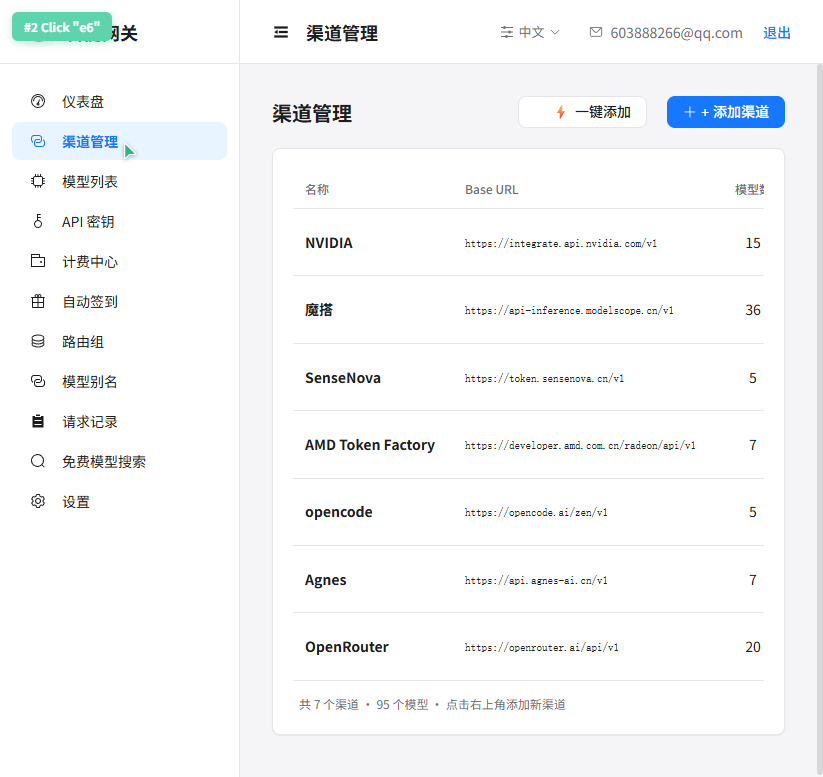 #2 Click "e6"
网关
渠道管理
中文
603888266@qq.com
退出
仪表盘
渠道管理
模型列表
API 密钥
计费中心
自动签到
路由组
模型别名
请求记录
免费模型搜索
设置
渠道管理
一键添加
+ 添加渠道
名称 Base URL 模型数
NVIDIA https://integrate.api.nvidia.com/v1 15
魔搭 https://api-inference.modelscope.cn/v1 36
SenseNova https://token.sensenova.cn/v1 5
AMD Token Factory https://developer.amd.com.cn/radeon/api/v1 7
opencode https://opencode.ai/zen/v1 5
Agnes https://api.agnes-ai.cn/v1 7
OpenRouter https://openrouter.ai/api/v1 20
共 7 个渠道 • 95 个模型 • 点击右上角添加新渠道